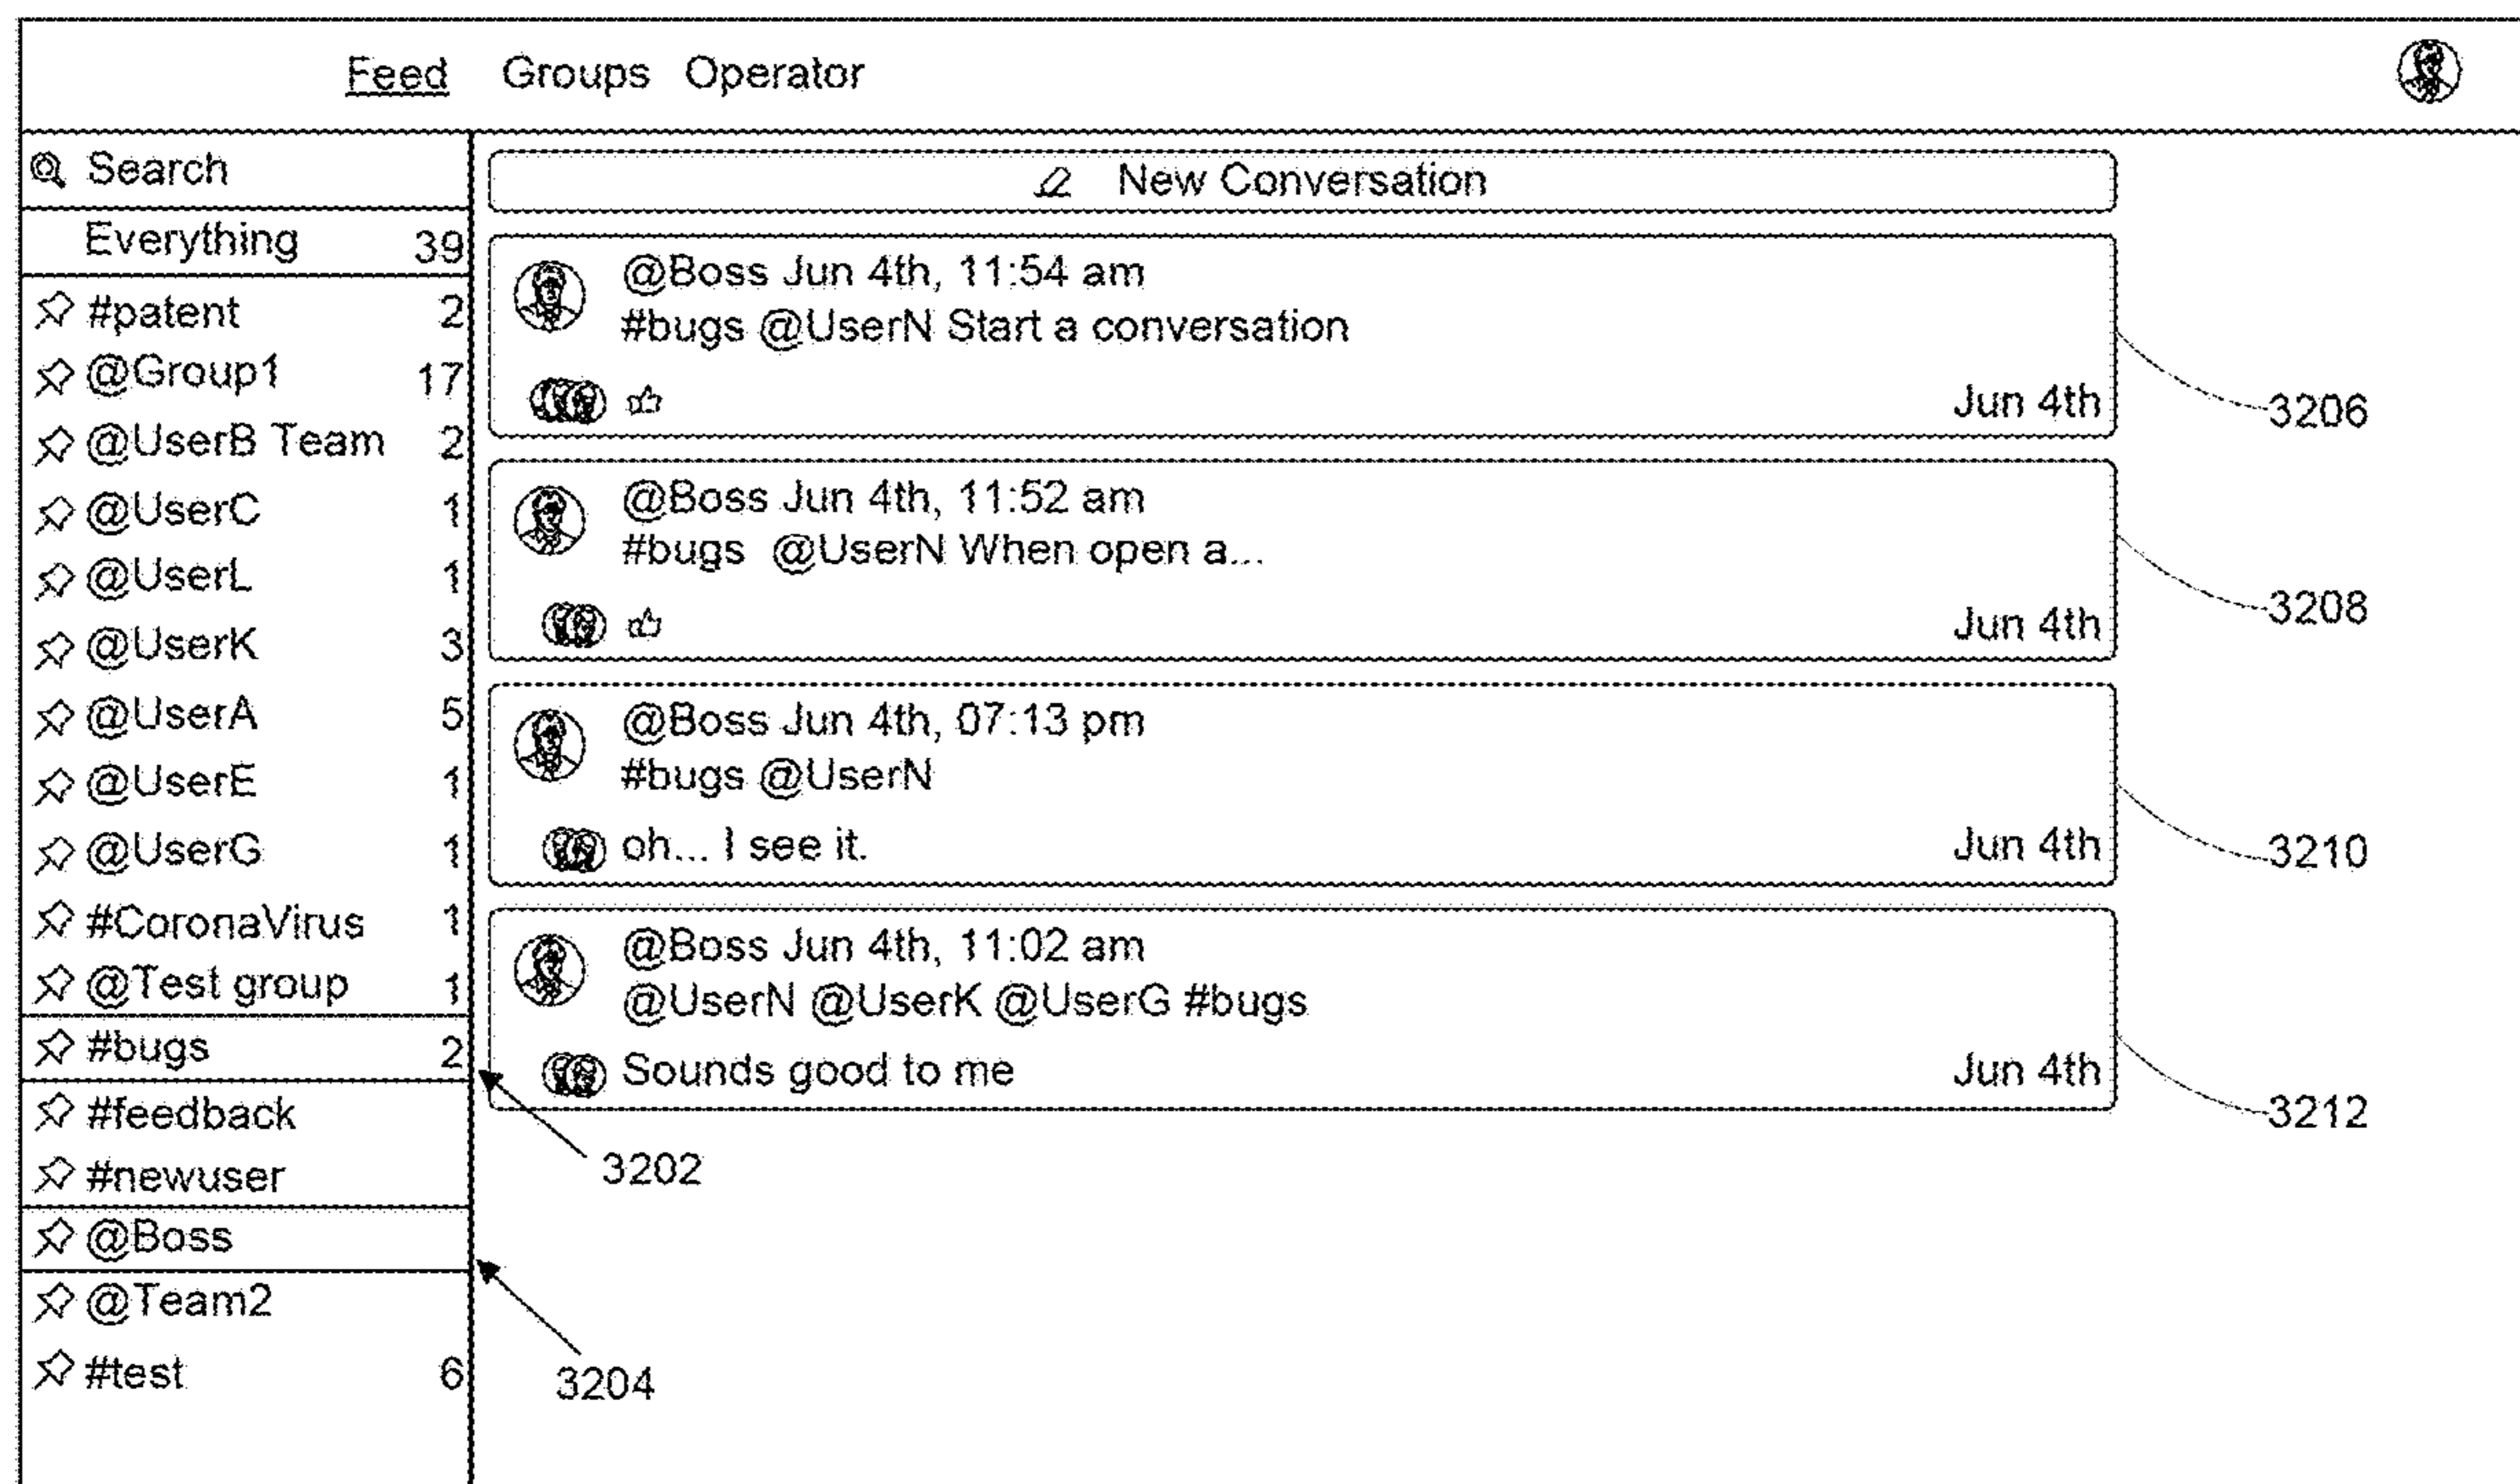 Feed Groups Operator
Search
Everything 39
#patent 2
@Group1 17
@UserB Team 2
@UserC 1
@UserL 1
@UserK 3
@UserA 5
@UserE 1
@UserG 1
#CoronaVirus 1
@Test group 1
#bugs 2
#feedback
#newuser
@Boss
@Team2
#test 6
New Conversation
@Boss Jun 4th, 11:54 am
#bugs @UserN Start a conversation
Jun 4th
3206
@Boss Jun 4th, 11:52 am
#bugs @UserN When open a...
Jun 4th
3208
@Boss Jun 4th, 07:13 pm
#bugs @UserN
oh... I see it.
Jun 4th
3210
@Boss Jun 4th, 11:02 am
@UserN @UserK @UserG #bugs
Sounds good to me
Jun 4th
3212
3202
3204